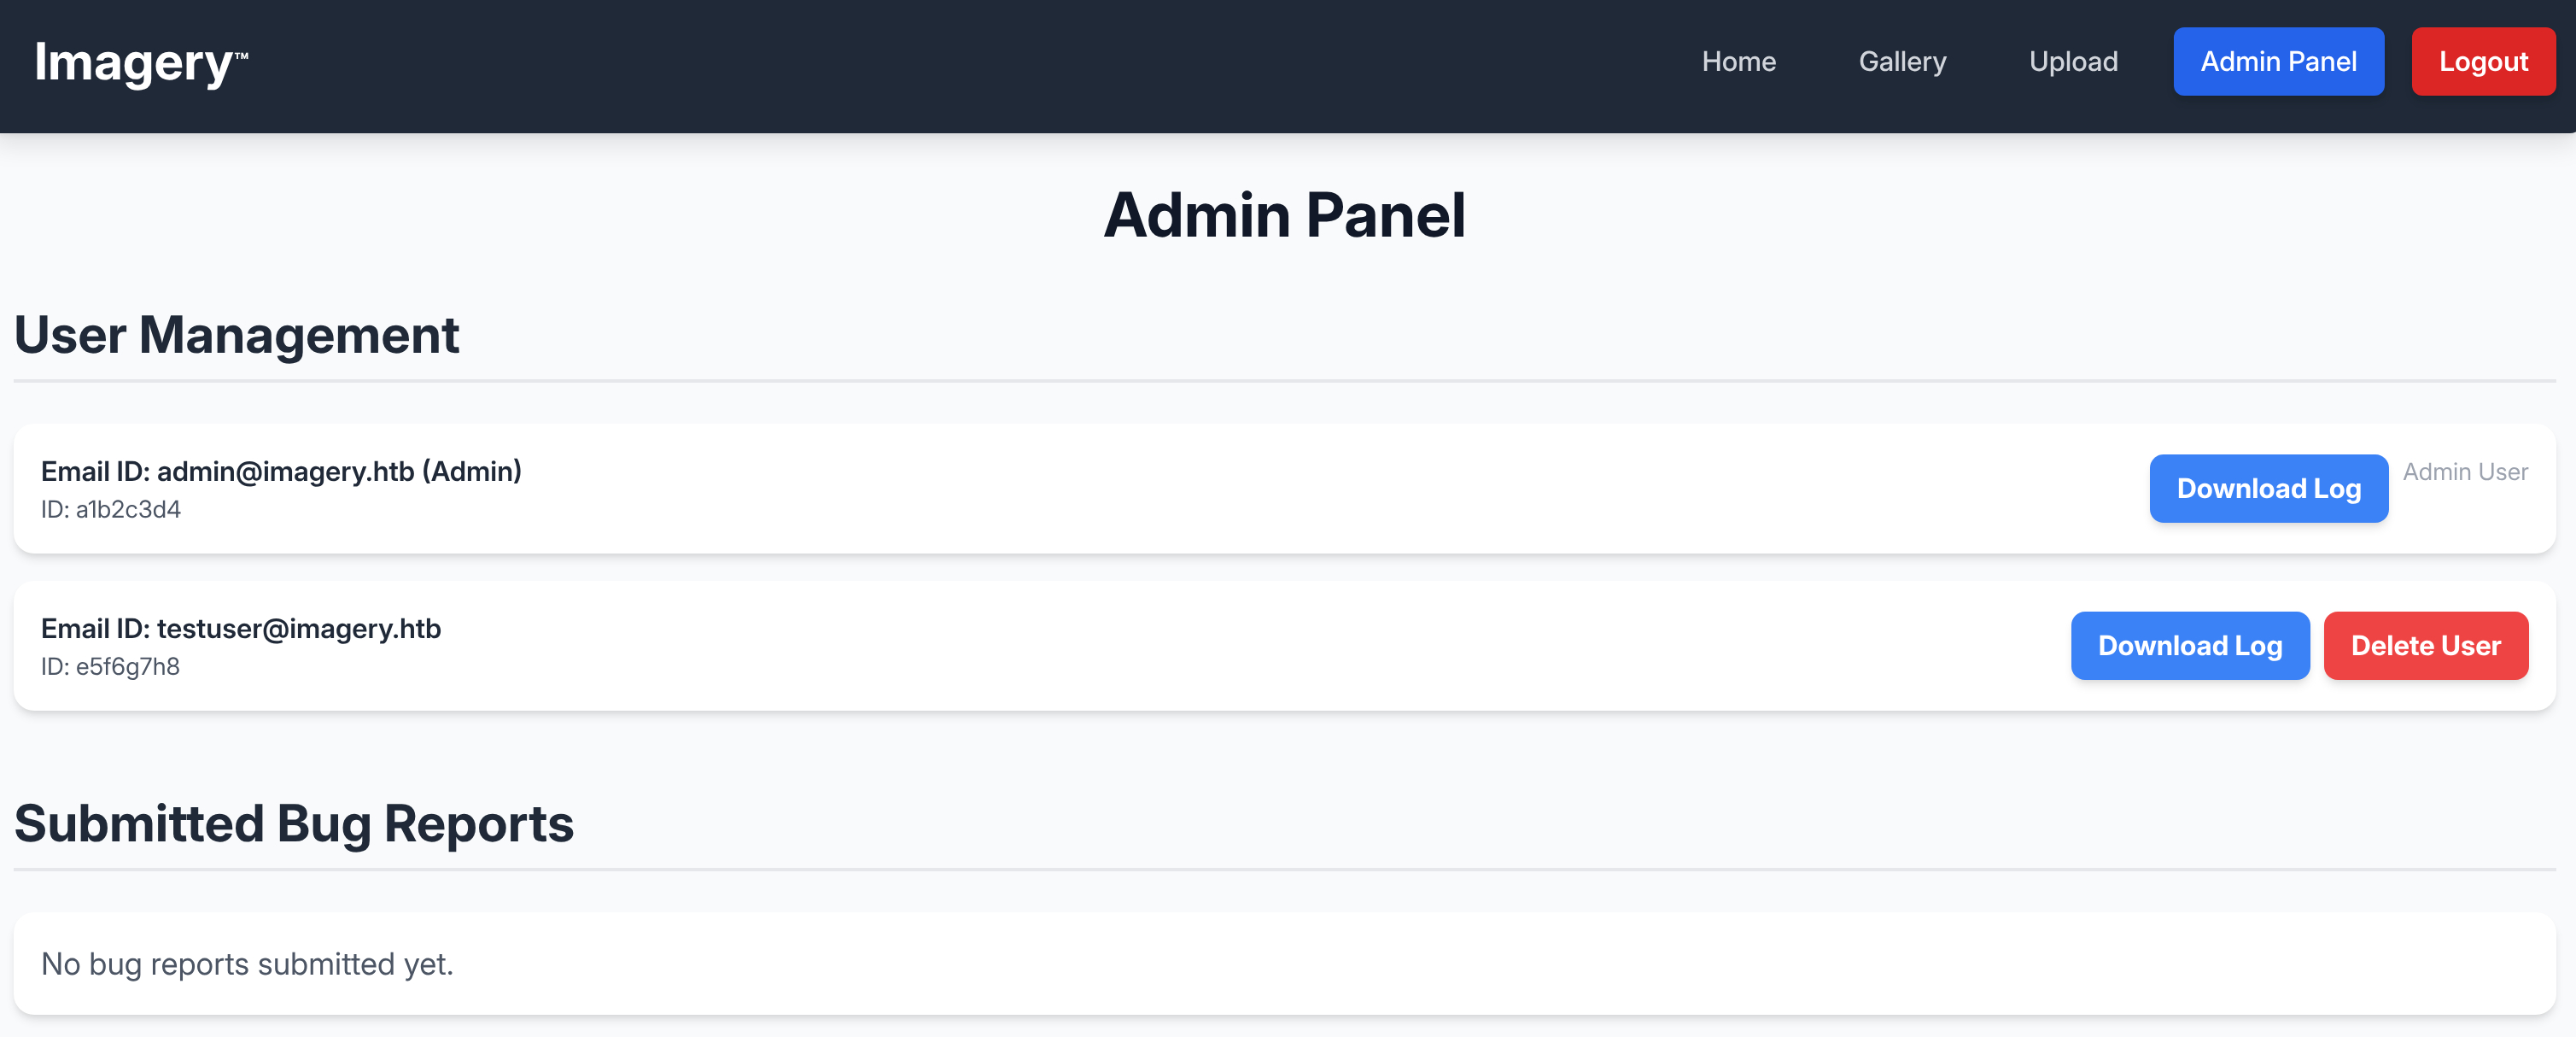 Imagery™
Home Gallery Upload Admin Panel Logout
Admin Panel
User Management
Email ID: admin@imagery.htb (Admin)
ID: a1b2c3d4
Download Log Admin User
Email ID: testuser@imagery.htb
ID: e5f6g7h8
Download Log Delete User
Submitted Bug Reports
No bug reports submitted yet.